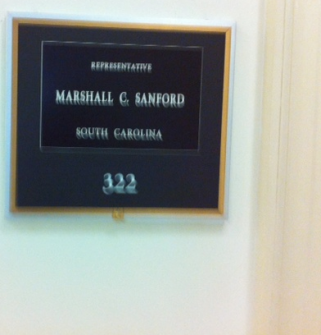 REPRESENTATIVE
MARSHALL C. SANFORD
SOUTH CAROLINA
322